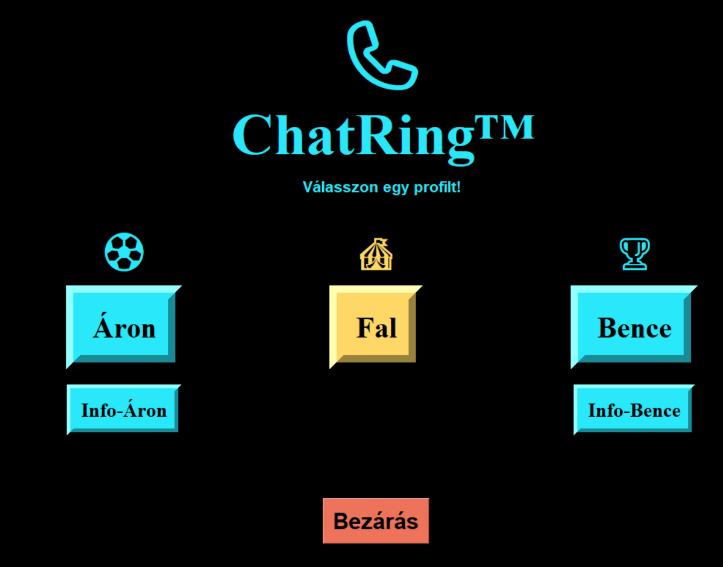 ChatRing™
Válasszon egy profilt!
Áron
Fal
Bence
Info-Áron
Info-Bence
Bezárás